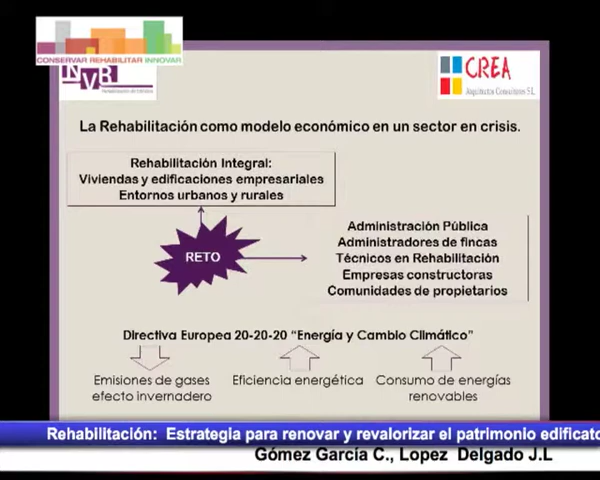 CONSERVAR REHABILITAR INNOVAR
INVR
CREA
Arquitectos Consultores S.L
La Rehabilitación como modelo económico en un sector en crisis.
Rehabilitación Integral:
Viviendas y edificaciones empresariales
Entornos urbanos y rurales
RETO
Administración Pública
Administradores de fincas
Técnicos en Rehabilitación
Empresas constructoras
Comunidades de propietarios
Directiva Europea 20-20-20 “Energía y Cambio Climático”
Emisiones de gases
efecto invernadero
Eficiencia energética
Consumo de energías
renovables
Rehabilitación: Estrategia para renovar y revalorizar el patrimonio edificato
Gómez García C., Lopez Delgado J.L